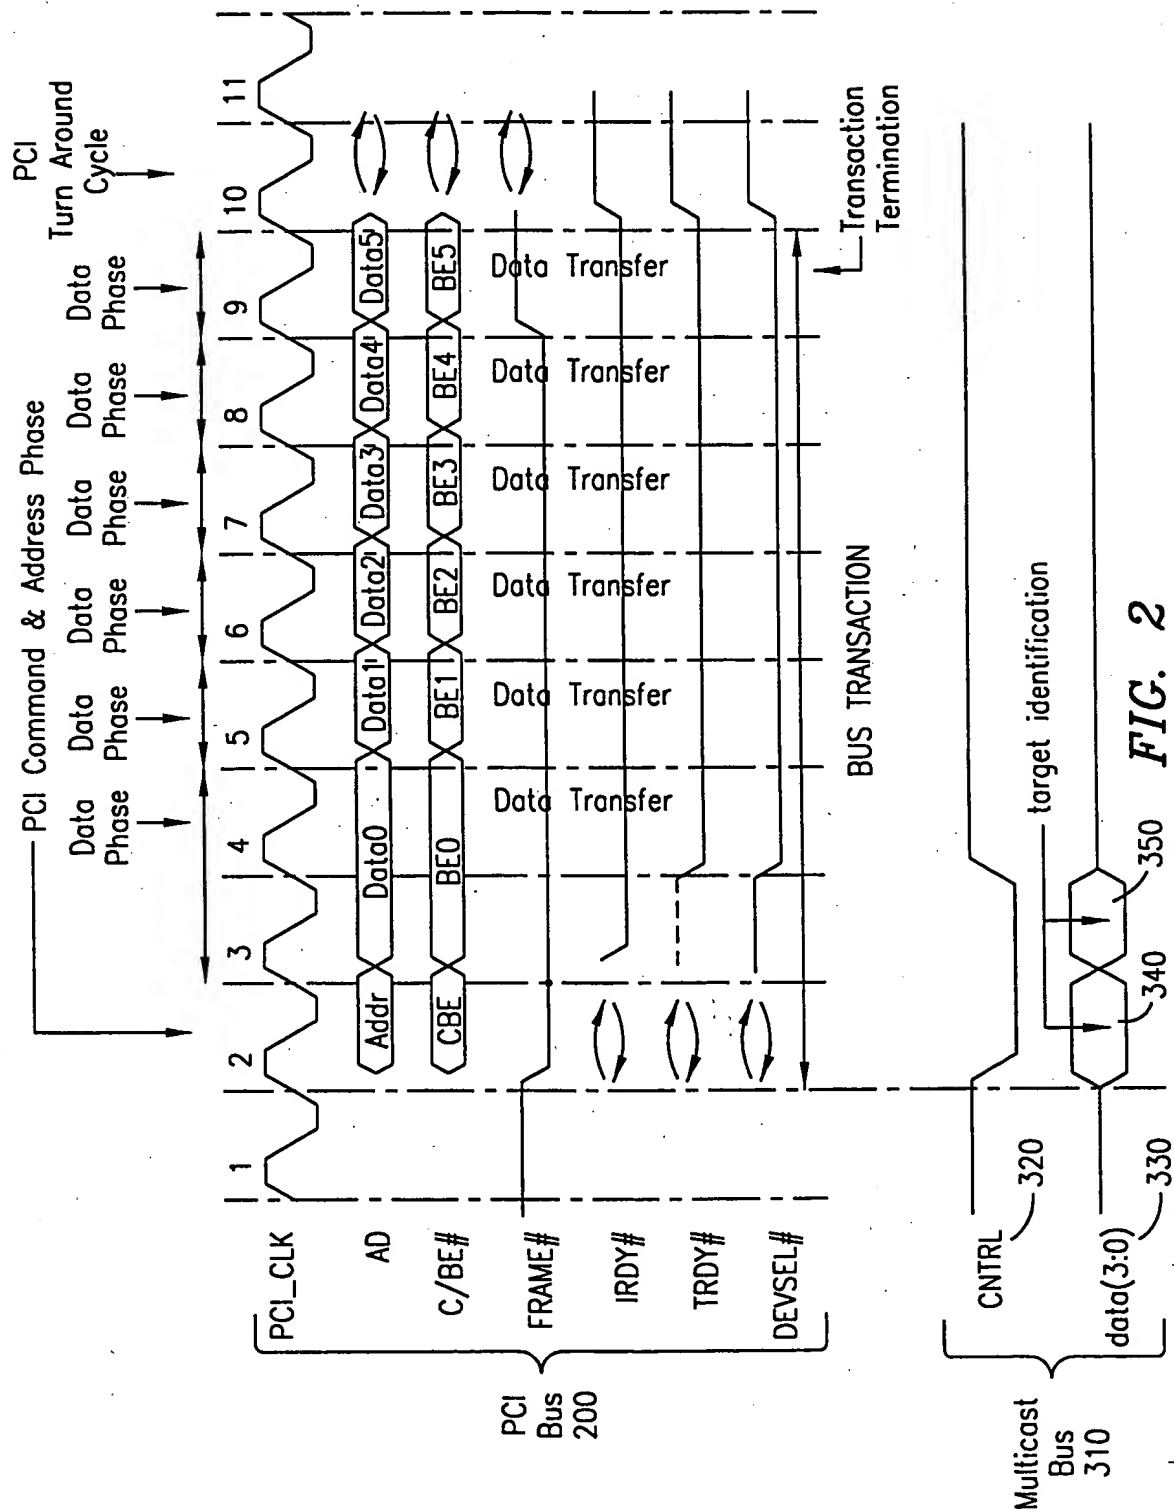 PCI Command & Address Phase
Data Phase
Data Phase
Data Phase
Data Phase
Data Phase
Data Phase
PCI
Turn Around
Cycle
1 2 3 4 5 6 7 8 9 10 11
PCI_CLK
AD Addr Data0 Data1 Data2 Data3 Data4 Data5
C/BE# CBE BE0 BE1 BE2 BE3 BE4 BE5
FRAME#
Data Transfer Data Transfer Data Transfer Data Transfer Data Transfer Data Transfer
IRDY#
TRDY#
DEVSEL#
PCI
Bus
200
BUS TRANSACTION
Transaction
Termination
CNTRL
320
target identification
data(3:0)
330
340
350
Multicast
Bus
310
FIG. 2